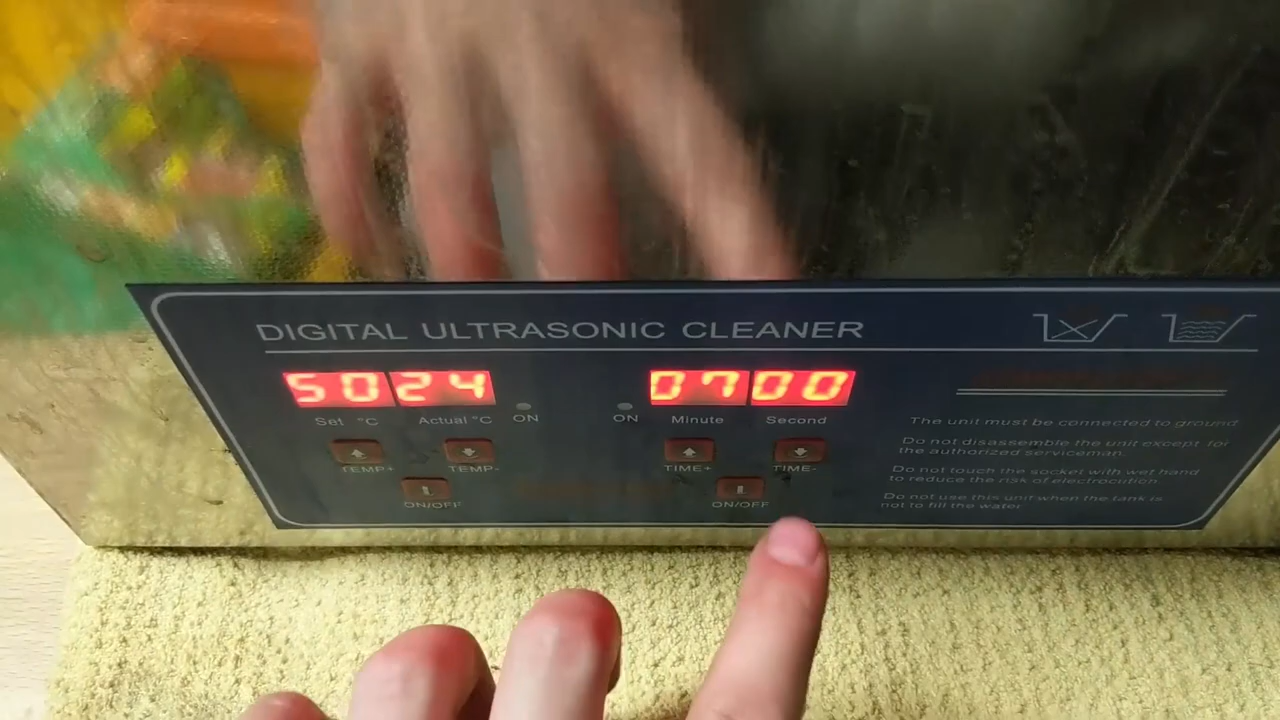 DIGITAL ULTRASONIC CLEANER
5024
0700
Set °C
Actual °C
ON
ON
Minute
Second
TEMP+
TEMP-
TIME+
TIME-
ON/OFF
ON/OFF
The unit must be connected to ground
Do not disassemble the unit except for
the authorized serviceman.
Do not touch the socket with wet hand
to reduce the risk of electrocution.
Do not use this unit when the tank is
not to fill the water